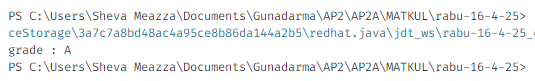 PS C:\Users\Sheva Meazza\Documents\Gunadarma\AP2\AP2A\MATKUL\rabu-16-4-25>
ceStorage\3a7c7a8bd48ac4a95ce8b86da144a2b5\redhat.java\jdt_ws\rabu-16-4-25_
grade : A
PS C:\Users\Sheva Meazza\Documents\Gunadarma\AP2\AP2A\MATKUL\rabu-16-4-25>